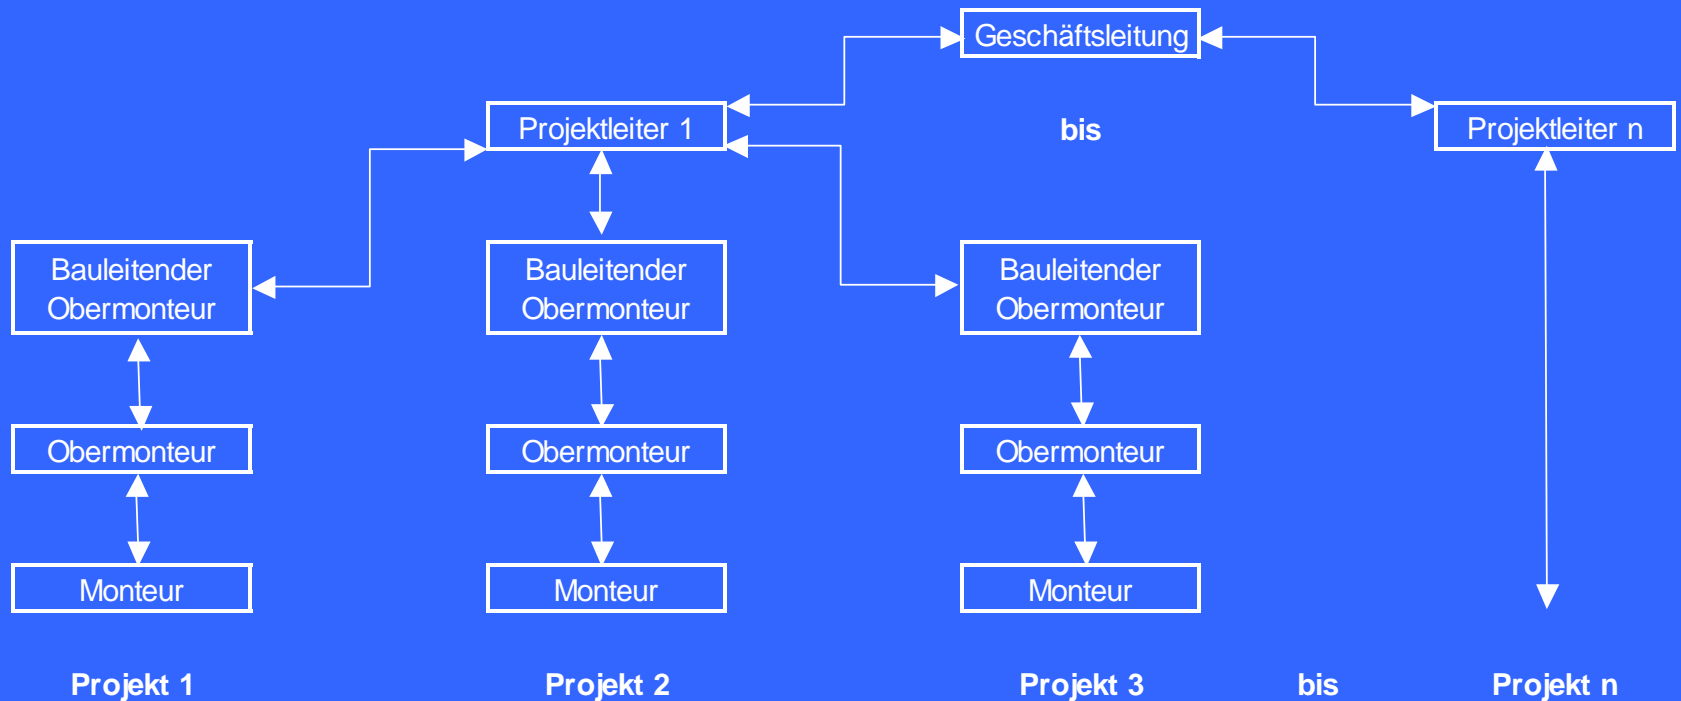 Geschäftsleitung
Projektleiter 1
bis
Projektleiter n
Bauleitender
Obermonteur
Bauleitender
Obermonteur
Bauleitender
Obermonteur
Obermonteur
Obermonteur
Obermonteur
Monteur
Monteur
Monteur
Projekt 1
Projekt 2
Projekt 3
bis
Projekt n